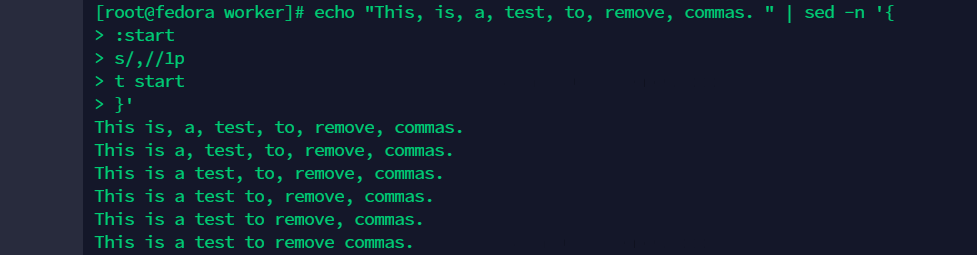 [root@fedora worker]# echo "This, is, a, test, to, remove, commas. " | sed -n '{
> :start
> s/,//1p
> t start
> }'
This is, a, test, to, remove, commas.
This is a, test, to, remove, commas.
This is a test, to, remove, commas.
This is a test to, remove, commas.
This is a test to remove, commas.
This is a test to remove commas.